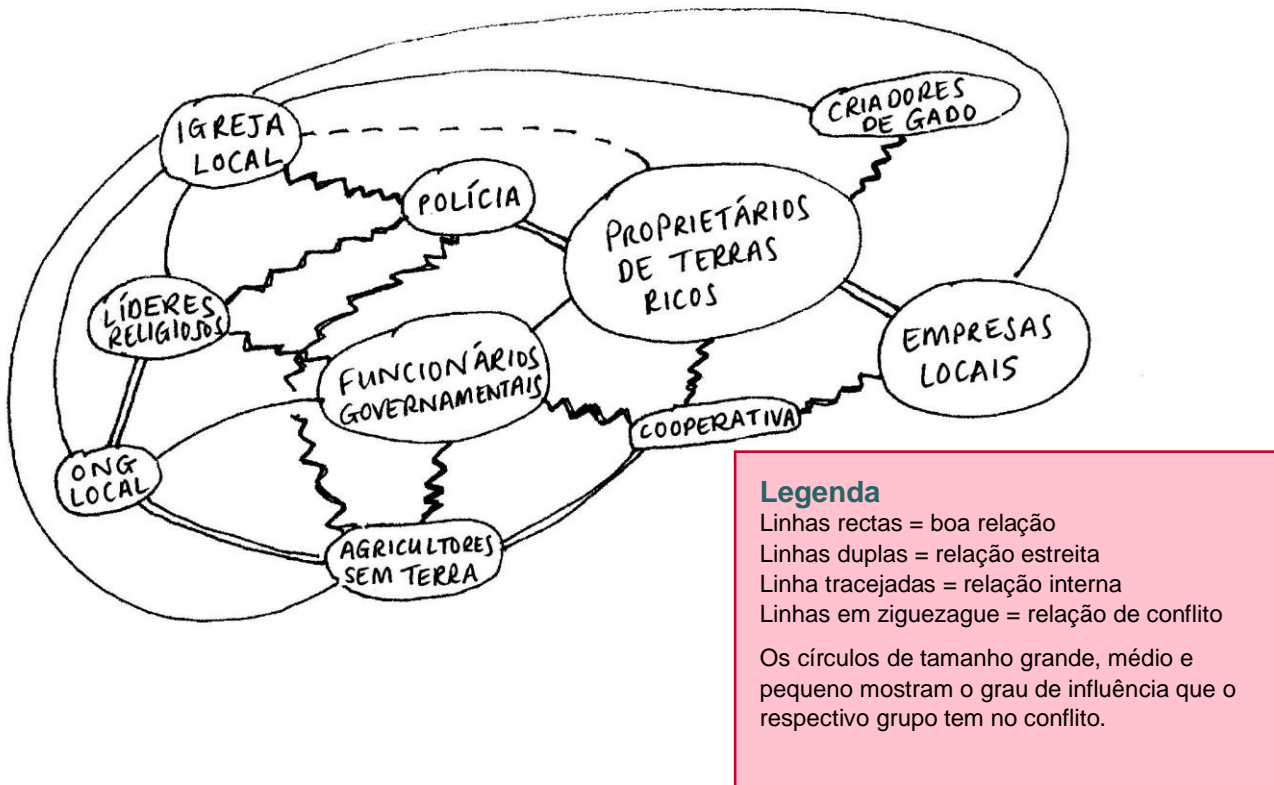 IGREJA
LOCAL
CRIADORES
DE GADO
POLÍCIA
PROPRIETÁRIOS
DE TERRAS
RICOS
LÍDERES
RELIGIOSOS
FUNCIONÁRIOS
GOVERNAMENTAIS
EMPRESAS
LOCAIS
COOPERATIVA
ONG
LOCAL
AGRICULTORES
SEM TERRA
Legenda
Linhas rectas = boa relação
Linhas duplas = relação estreita
Linha tracejadas = relação interna
Linhas em ziguezague = relação de conflito
Os círculos de tamanho grande, médio e
pequeno mostram o grau de influência que o
respectivo grupo tem no conflito.